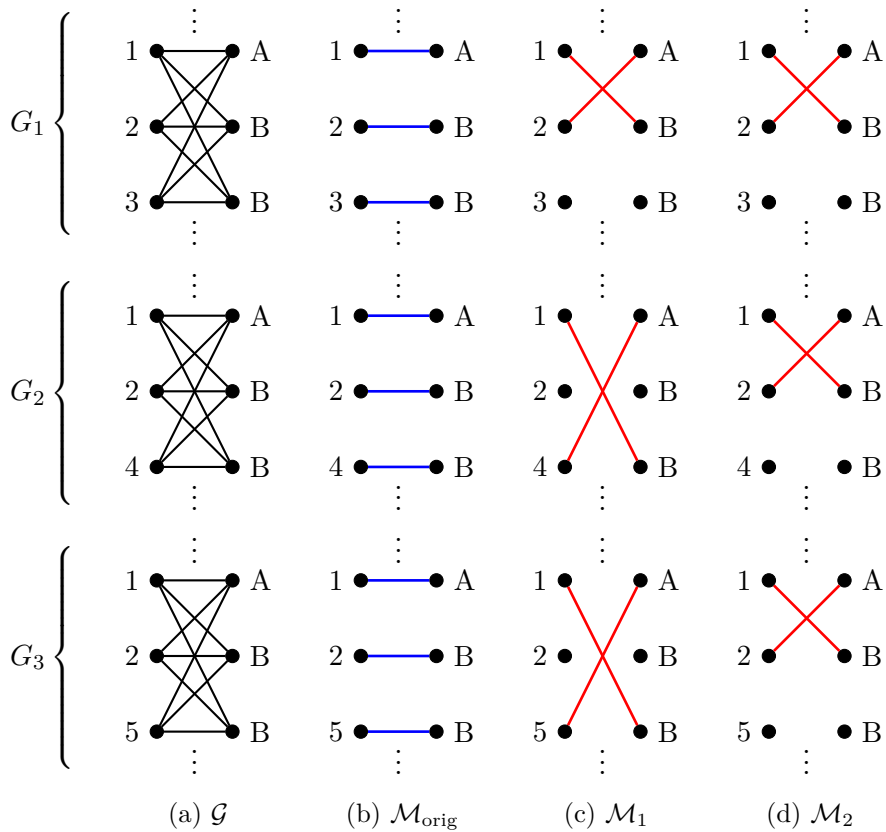 G₁
1 A 1 A 1 A 1 A
2 B 2 B 2 B 2 B
3 B 3 B 3 B 3 B
G₂
1 A 1 A 1 A 1 A
2 B 2 B 2 B 2 B
4 B 4 B 4 B 4 B
G₃
1 A 1 A 1 A 1 A
2 B 2 B 2 B 2 B
5 B 5 B 5 B 5 B
(a) 𝒢 (b) ℳorig (c) ℳ₁ (d) ℳ₂